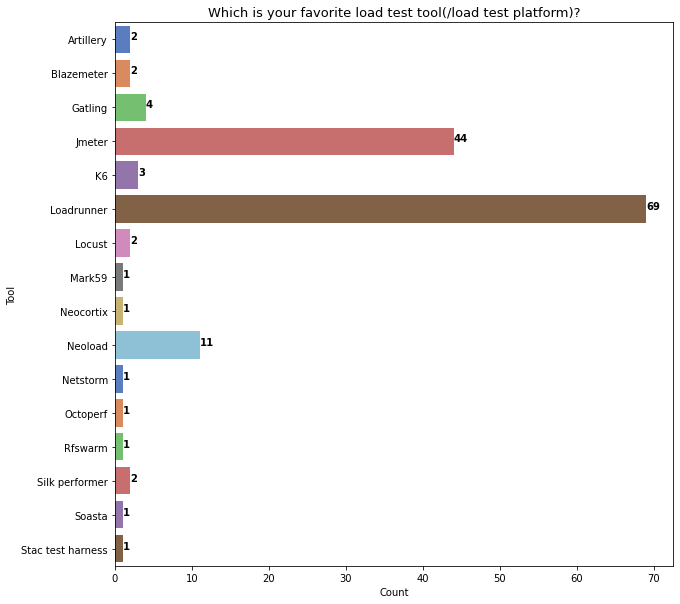 Which is your favorite load test tool(/load test platform)?
Artillery 2
Blazemeter 2
Gatling 4
Jmeter 44
K6 3
Loadrunner 69
Locust 2
Mark59 1
Neocortix 1
Neoload 11
Netstorm 1
Octoperf 1
Rfswarm 1
Silk performer 2
Soasta 1
Stac test harness 1
Tool
0 10 20 30 40 50 60 70
Count